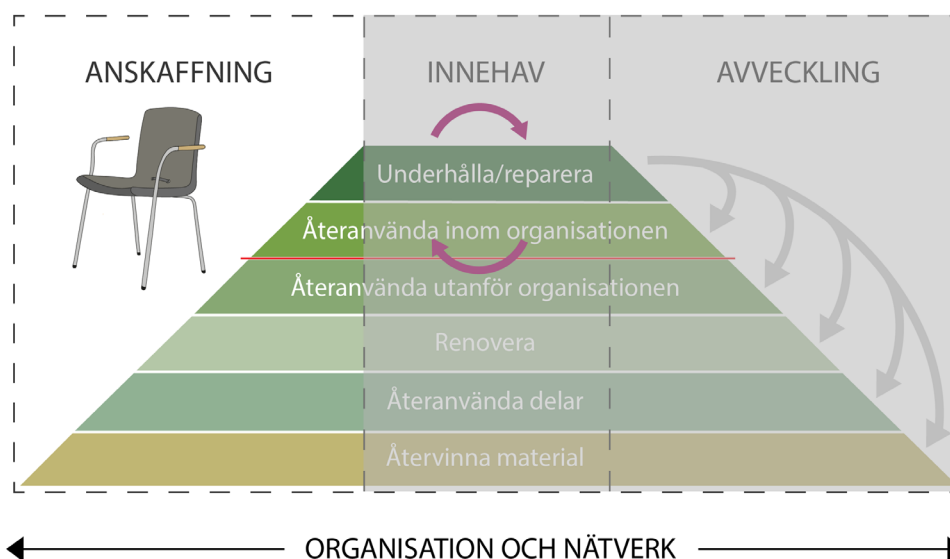 ANSKAFFNING
INNEHAV
AVVECKLING
Underhålla/reparera
Återanvända inom organisationen
Återanvända utanför organisationen
Renovera
Återanvända delar
Återvinna material
ORGANISATION OCH NÄTVERK